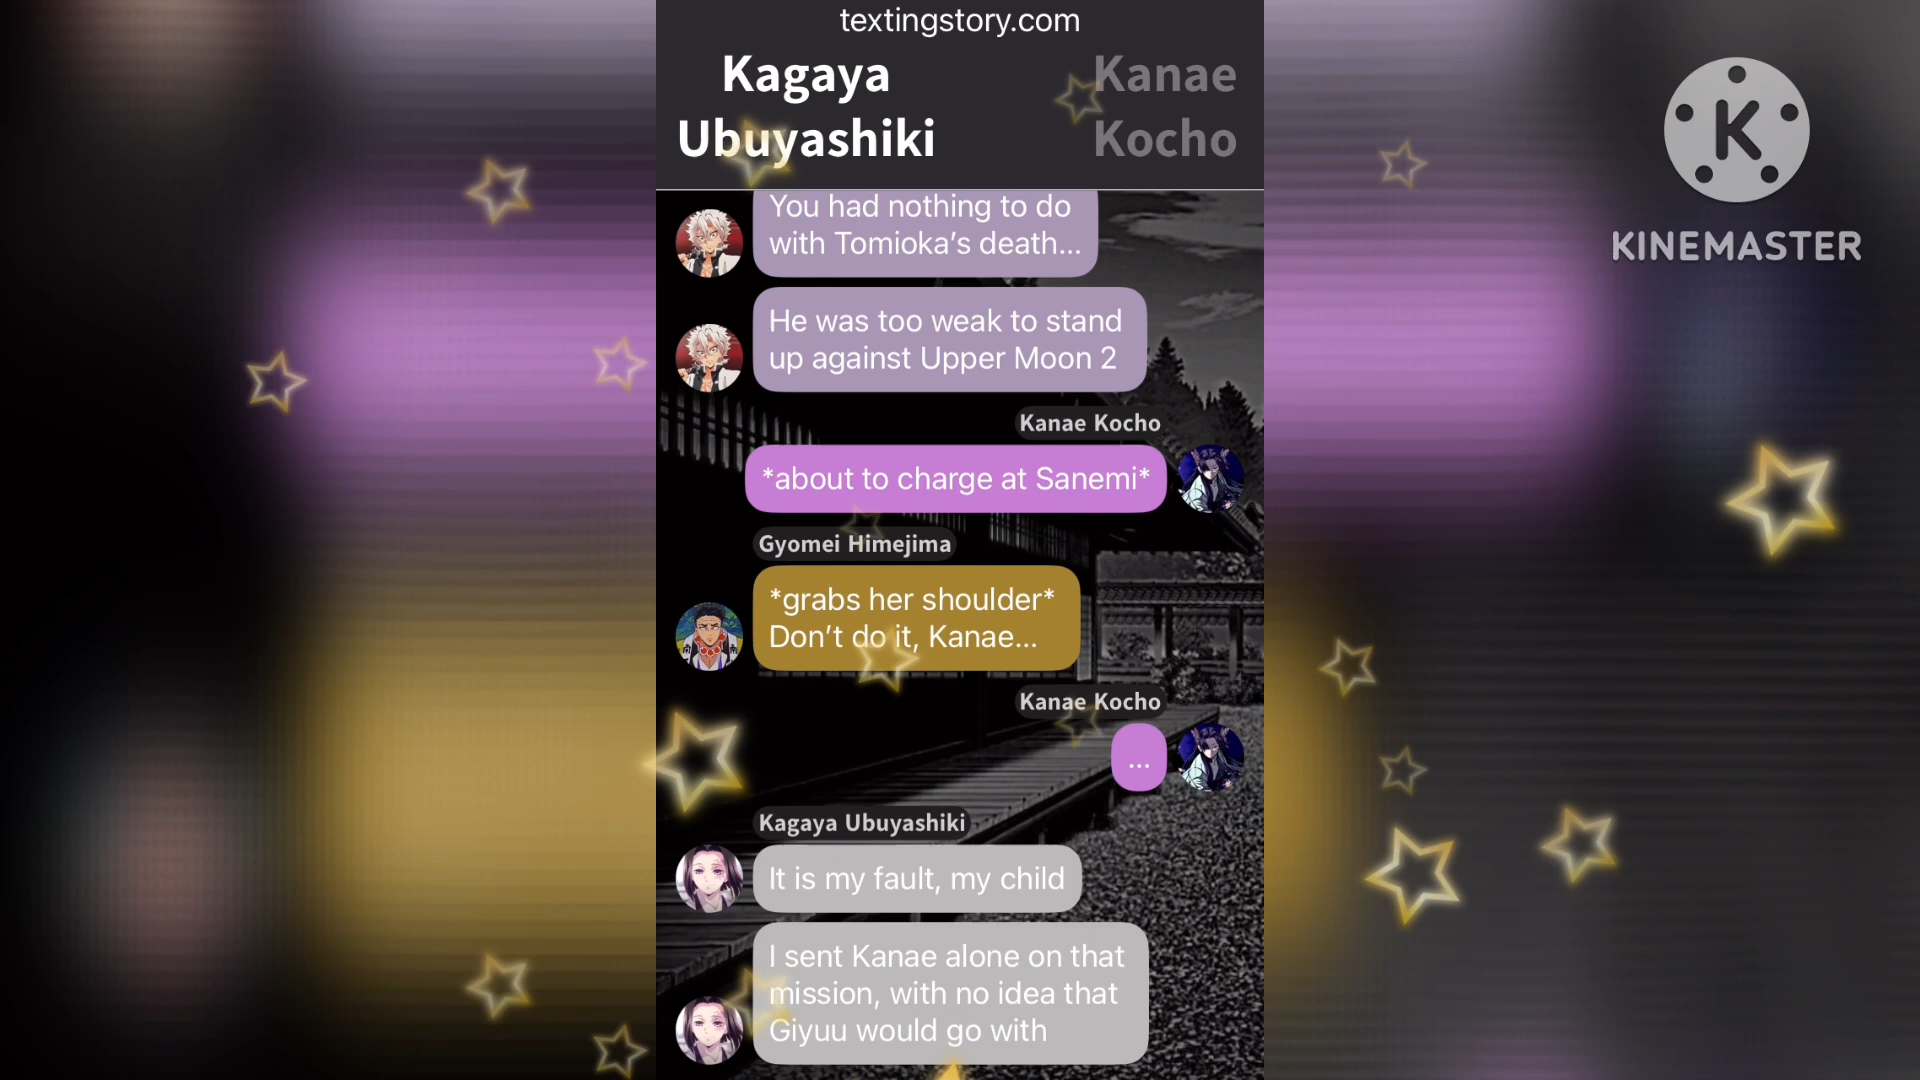 textingstory.com
Kagaya
Ubuyashiki
Kanae
Kocho
K
KINEMASTER
You had nothing to do
with Tomioka’s death...
He was too weak to stand
up against Upper Moon 2
Kanae Kocho
*about to charge at Sanemi*
Gyomei Himejima
*grabs her shoulder*
Don’t do it, Kanae...
Kanae Kocho
...
Kagaya Ubuyashiki
It is my fault, my child
I sent Kanae alone on that
mission, with no idea that
Giyuu would go with